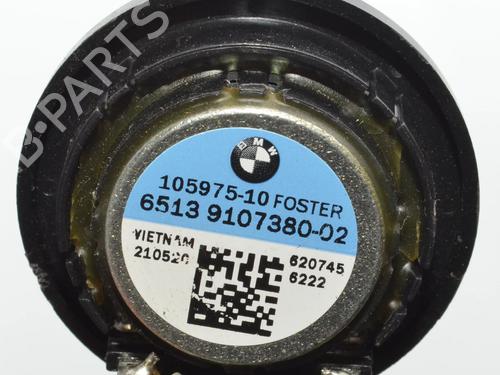 B-PARTS
BMW
105975-10 FOSTER
6513 9107380-02
VIETNAM 620745
210520 6222